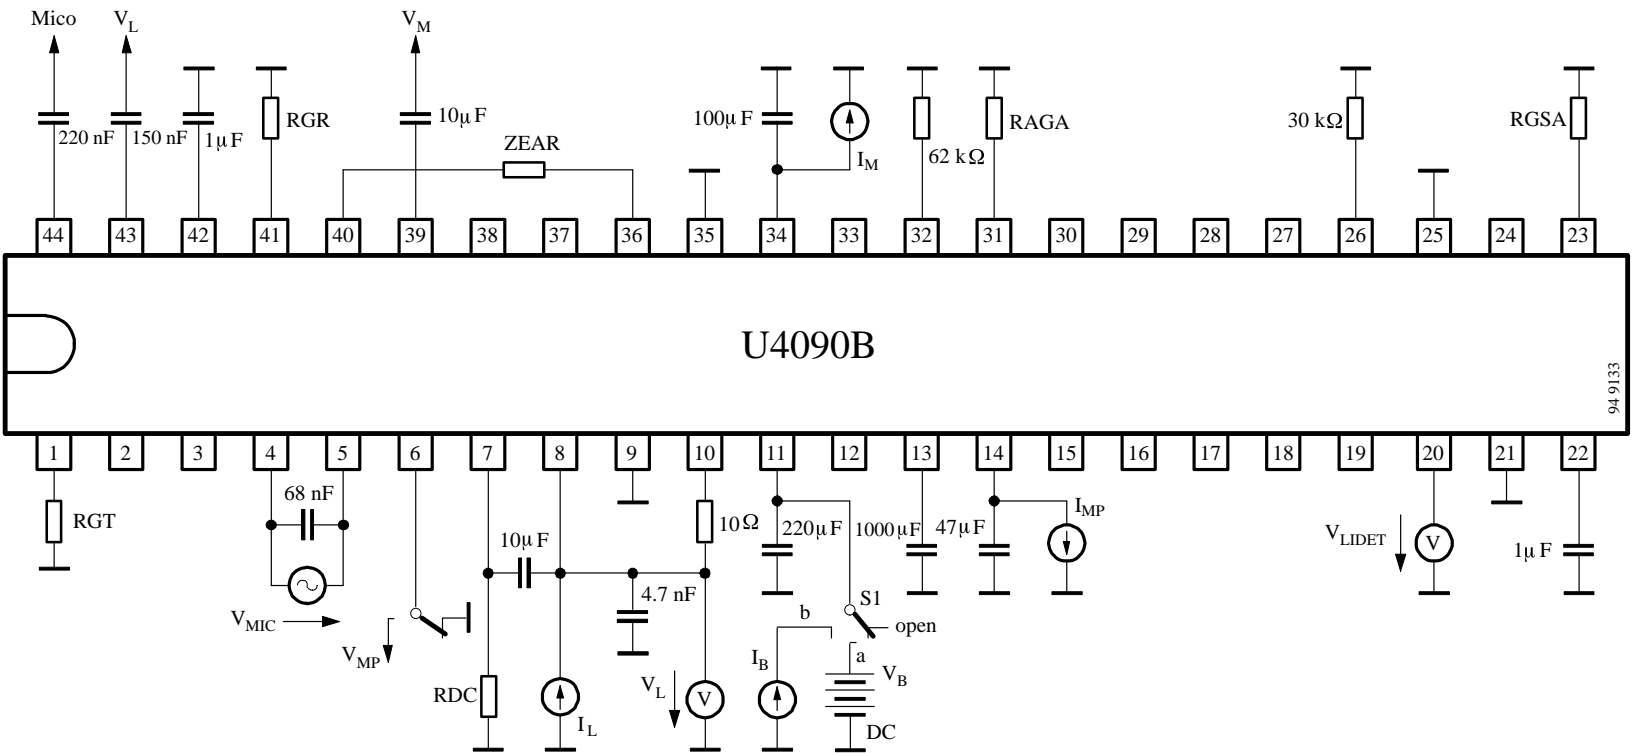 Mico VL VM
220 nF 150 nF 1μF RGR 10μF ZEAR 100μF IM 62 kΩ RAGA 30 kΩ RGSA
44 43 42 41 40 39 38 37 36 35 34 33 32 31 30 29 28 27 26 25 24 23
U4090B
94 9133
1 2 3 4 5 6 7 8 9 10 11 12 13 14 15 16 17 18 19 20 21 22
RGT 68 nF 10μF 10Ω 220μF 1000μF 47μF IMP VLIDET V 1μF
VMIC VMP 4.7 nF b S1 open
RDC IL VL V IB a VB
DC